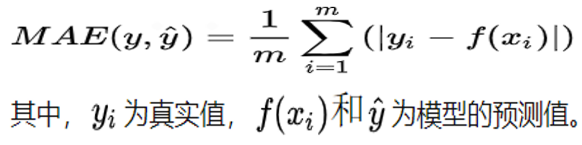 MAE(y, ŷ) = 1/m ∑_{i=1}^{m} (|y_i − f(x_i)|)
其中，y_i 为真实值，f(x_i)和 ŷ 为模型的预测值。